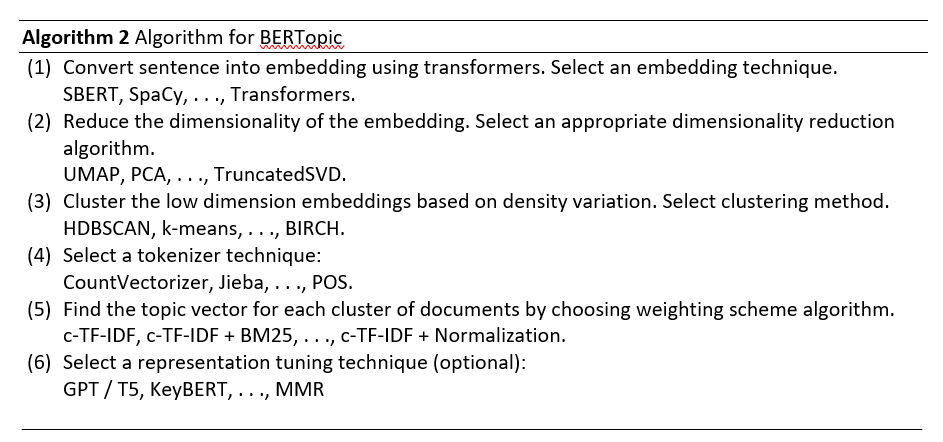 Algorithm 2 Algorithm for BERTopic
(1) Convert sentence into embedding using transformers. Select an embedding technique.
SBERT, SpaCy, . . ., Transformers.
(2) Reduce the dimensionality of the embedding. Select an appropriate dimensionality reduction
algorithm.
UMAP, PCA, . . ., TruncatedSVD.
(3) Cluster the low dimension embeddings based on density variation. Select clustering method.
HDBSCAN, k-means, . . ., BIRCH.
(4) Select a tokenizer technique:
CountVectorizer, Jieba, . . ., POS.
(5) Find the topic vector for each cluster of documents by choosing weighting scheme algorithm.
c-TF-IDF, c-TF-IDF + BM25, . . ., c-TF-IDF + Normalization.
(6) Select a representation tuning technique (optional):
GPT / T5, KeyBERT, . . ., MMR